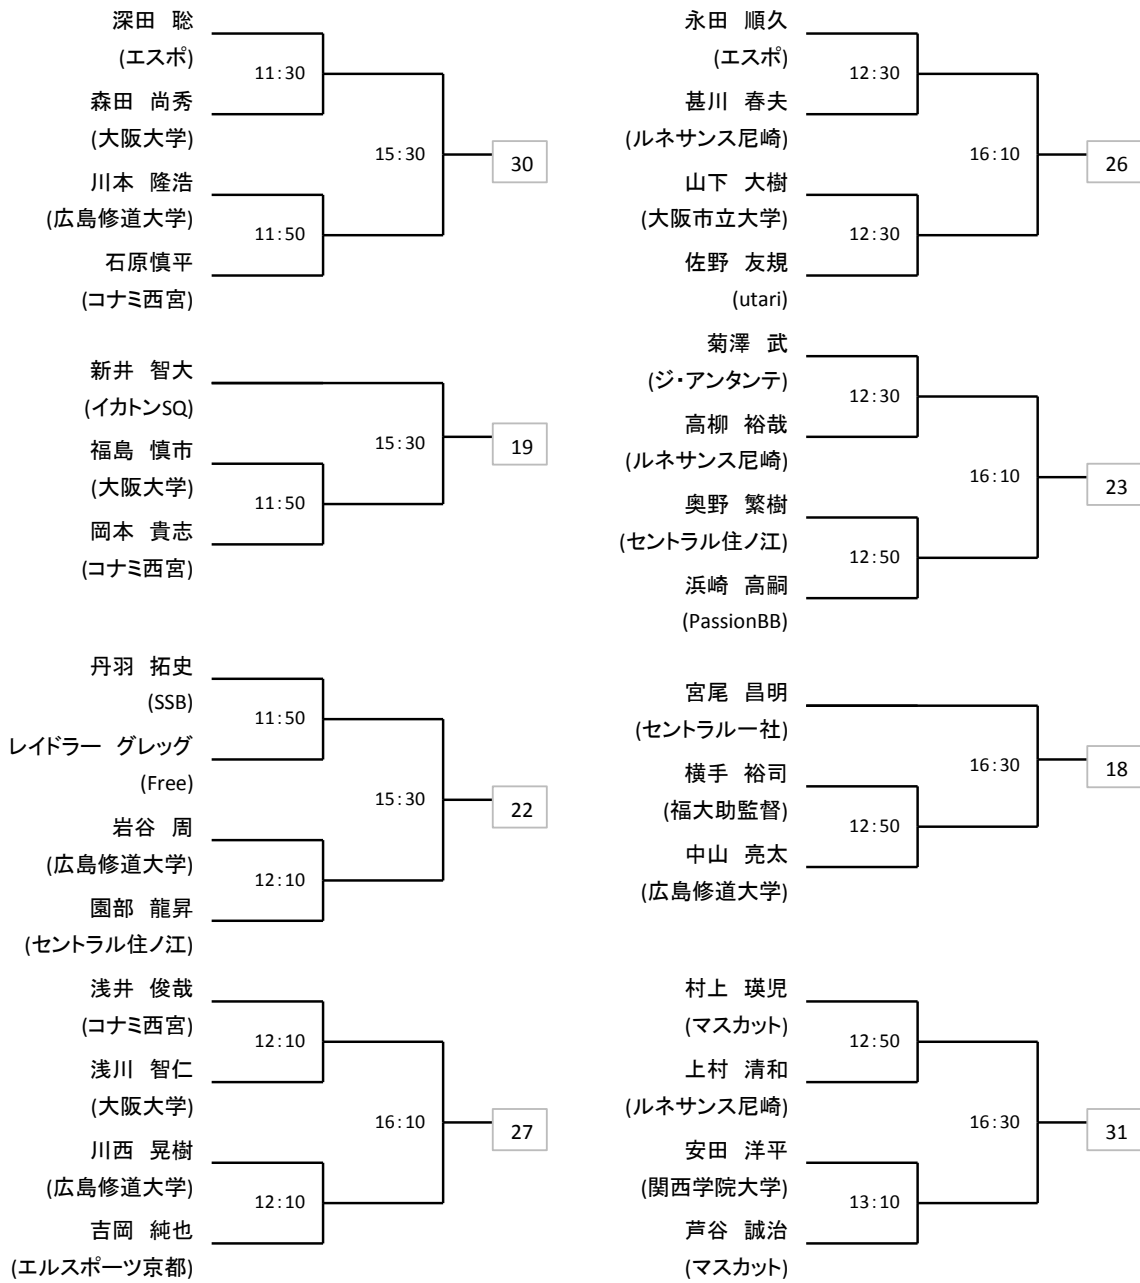 深田 聡
(エスポ)
11:30
森田 尚秀
(大阪大学)
15:30
30
川本 隆浩
(広島修道大学)
11:50
石原慎平
(コナミ西宮)
新井 智大
(イカトンSQ)
15:30
19
福島 慎市
(大阪大学)
11:50
岡本 貴志
(コナミ西宮)
丹羽 拓史
(SSB)
11:50
レイドラー グレッグ
(Free)
15:30
22
岩谷 周
(広島修道大学)
12:10
園部 龍昇
(セントラル住ノ江)
浅井 俊哉
(コナミ西宮)
12:10
浅川 智仁
(大阪大学)
16:10
27
川西 晃樹
(広島修道大学)
12:10
吉岡 純也
(エルスポーツ京都)
永田 順久
(エスポ)
12:30
甚川 春夫
(ルネサンス尼崎)
16:10
26
山下 大樹
(大阪市立大学)
12:30
佐野 友規
(utari)
菊澤 武
(ジ・アンタンテ)
12:30
高柳 裕哉
(ルネサンス尼崎)
16:10
23
奥野 繁樹
(セントラル住ノ江)
12:50
浜崎 高嗣
(PassionBB)
宮尾 昌明
(セントラル一社)
16:30
18
横手 裕司
(福大助監督)
12:50
中山 亮太
(広島修道大学)
村上 瑛児
(マスカット)
12:50
上村 清和
(ルネサンス尼崎)
16:30
31
安田 洋平
(関西学院大学)
13:10
芦谷 誠治
(マスカット)